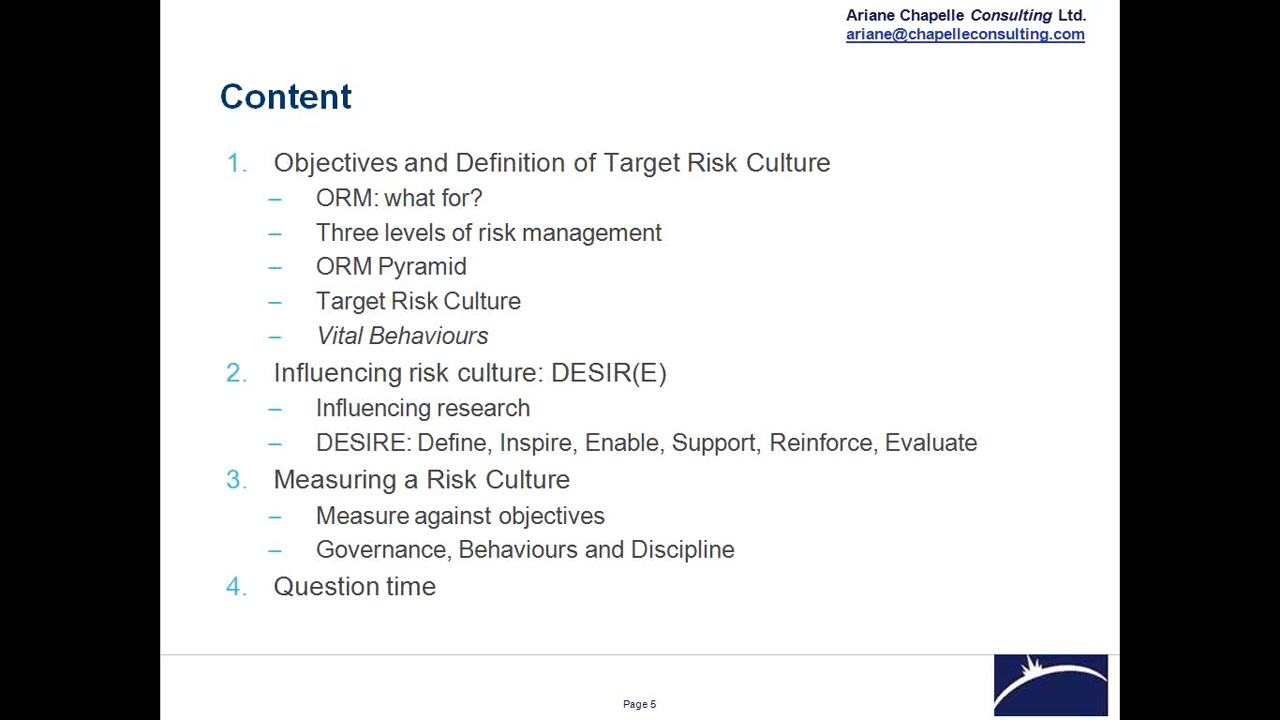 Ariane Chapelle Consulting Ltd.
ariane@chapelleconsulting.com
Content
1. Objectives and Definition of Target Risk Culture
– ORM: what for?
– Three levels of risk management
– ORM Pyramid
– Target Risk Culture
– Vital Behaviours
2. Influencing risk culture: DESIR(E)
– Influencing research
– DESIRE: Define, Inspire, Enable, Support, Reinforce, Evaluate
3. Measuring a Risk Culture
– Measure against objectives
– Governance, Behaviours and Discipline
4. Question time
Page 5